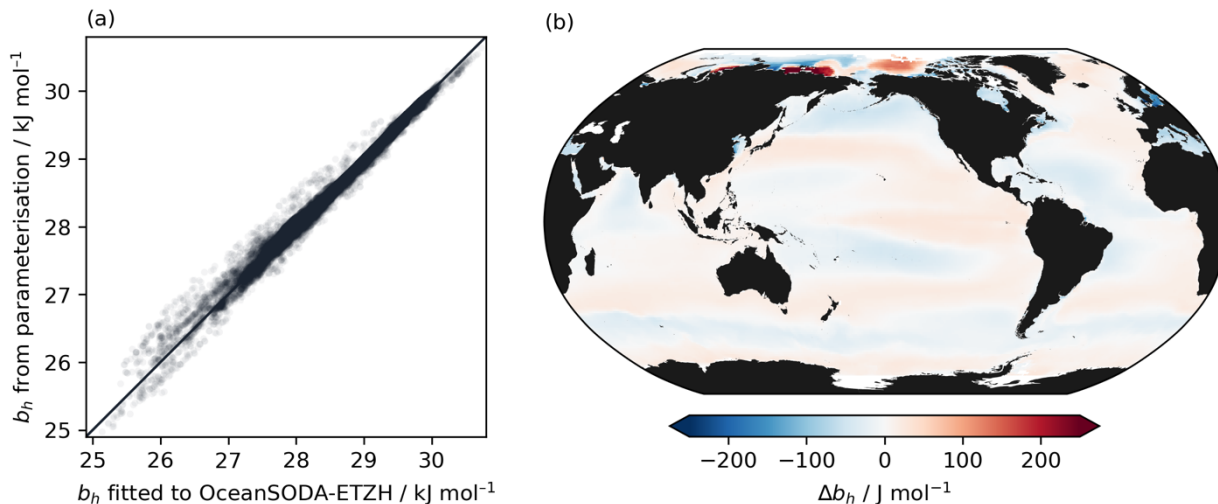 (a)
b_h from parameterisation / kJ mol⁻¹
30
29
28
27
26
25
25 26 27 28 29 30
b_h fitted to OceanSODA-ETZH / kJ mol⁻¹
(b)
−200 −100 0 100 200
Δb_h / J mol⁻¹